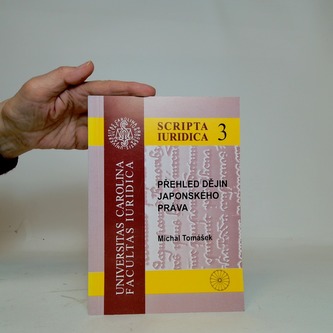 SCRIPTA
IURIDICA 3
PŘEHLED DĚJIN
JAPONSKÉHO
PRÁVA
Michal Tomášek
UNIVERSITAS CAROLINA
FACULTAS IURIDICA